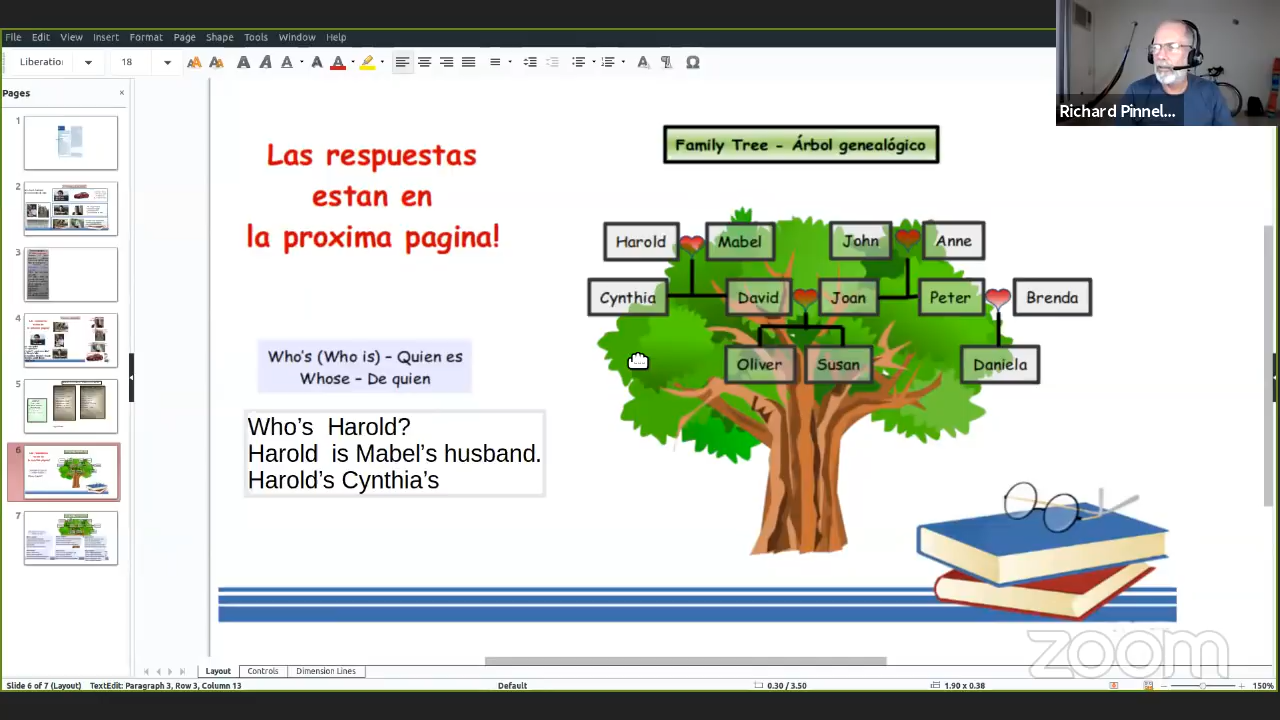 File Edit View Insert Format Page Shape Tools Window Help
Liberatio 18
Pages
Richard Pinnel...
1
2
3
4
5
6
7
Las respuestas
estan en
la proxima pagina!
Family Tree - Árbol genealógico
Harold Mabel John Anne
Cynthia David Joan Peter Brenda
Oliver Susan Daniela
Who's (Who is) – Quien es
Whose – De quien
Who’s Harold?
Harold is Mabel’s husband.
Harold’s Cynthia’s
zoom
Layout Controls Dimension Lines
Slide 6 of 7 (Layout) TextEdit: Paragraph 3, Row 3, Column 13 Default 0.30 / 3.50 1.90 x 0.38 150%